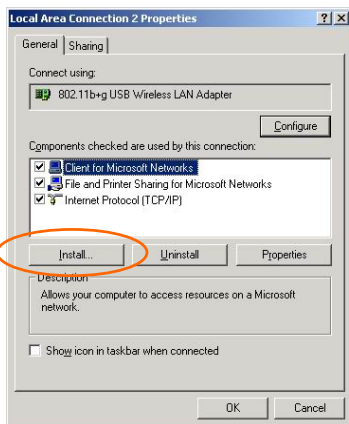 Local Area Connection 2 Properties
General Sharing
Connect using:
802.11b+g USB Wireless LAN Adapter
Configure
Components checked are used by this connection:
Client for Microsoft Networks
File and Printer Sharing for Microsoft Networks
Internet Protocol (TCP/IP)
Install... Uninstall Properties
Description
Allows your computer to access resources on a Microsoft
network.
Show icon in taskbar when connected
OK Cancel